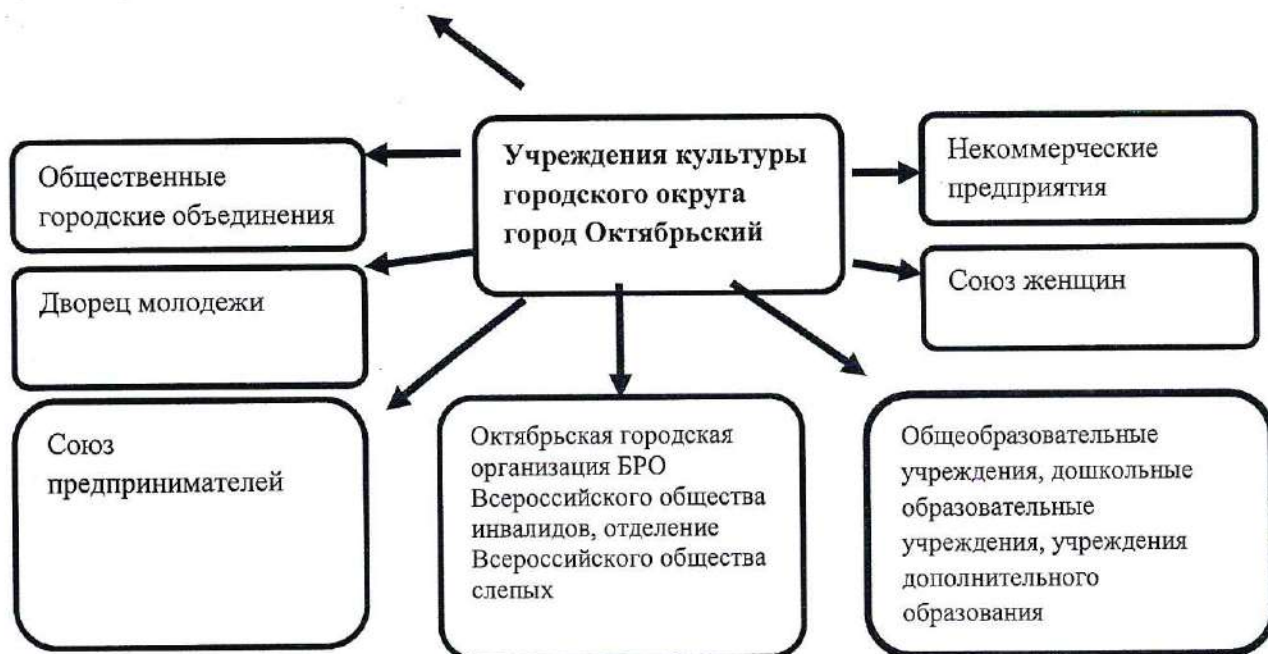 Учреждения культуры
городского округа
город Октябрьский
Общественные
городские объединения
Некоммерческие
предприятия
Дворец молодежи
Союз женщин
Союз
предпринимателей
Октябрьская городская
организация БРО
Всероссийского общества
инвалидов, отделение
Всероссийского общества
слепых
Общеобразовательные
учреждения, дошкольные
образовательные
учреждения, учреждения
дополнительного
образования